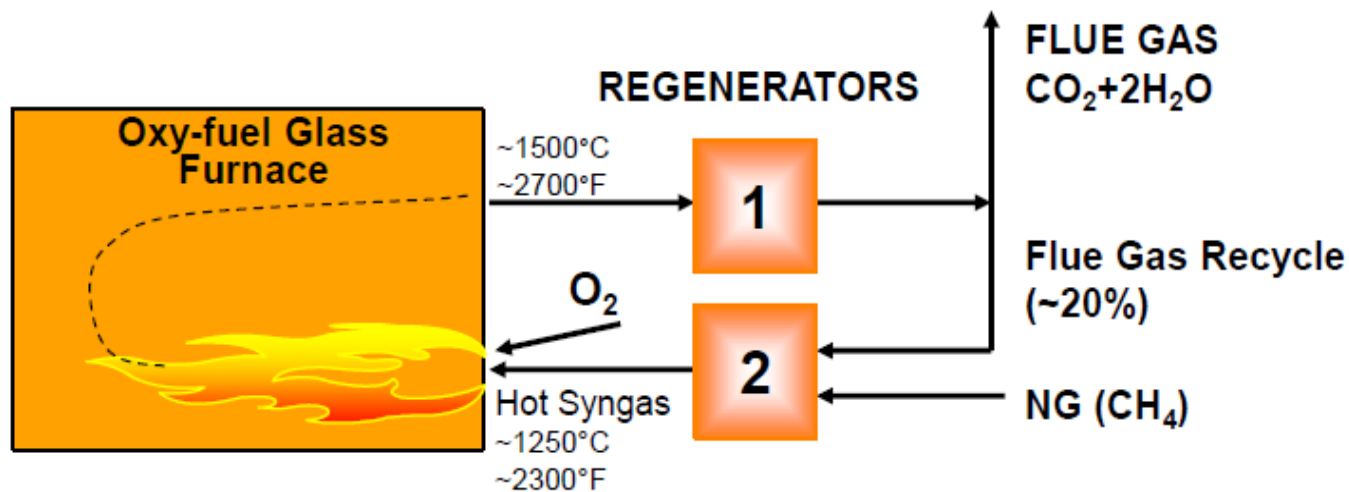 Oxy-fuel Glass
Furnace
~1500°C
~2700°F
REGENERATORS
1
FLUE GAS
CO₂+2H₂O
O₂
2
Flue Gas Recycle
(~20%)
NG (CH₄)
Hot Syngas
~1250°C
~2300°F